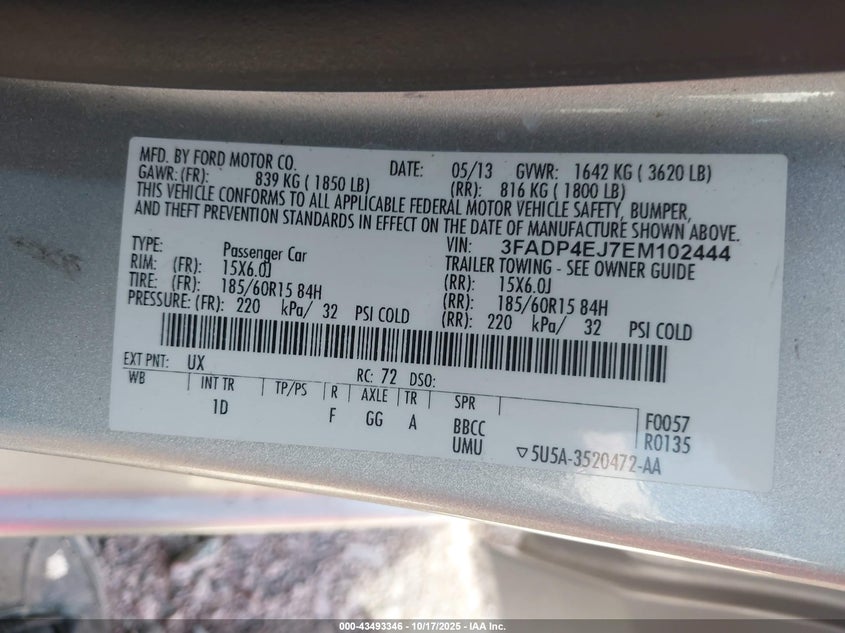 MFD. BY FORD MOTOR CO. DATE: 05/13 GVWR: 1642 KG ( 3620 LB)
GAWR: (FR): 839 KG ( 1850 LB) (RR): 816 KG ( 1800 LB)
THIS VEHICLE CONFORMS TO ALL APPLICABLE FEDERAL MOTOR VEHICLE SAFETY, BUMPER,
AND THEFT PREVENTION STANDARDS IN EFFECT ON THE DATE OF MANUFACTURE SHOWN ABOVE.
VIN: 3FADP4EJ7EM102444
TYPE: Passenger Car TRAILER TOWING - SEE OWNER GUIDE
RIM: (FR): 15X6.0J (RR): 15X6.0J
TIRE: (FR): 185/60R15 84H (RR): 185/60R15 84H
PRESSURE: (FR): 220 kPa/ 32 PSI COLD (RR): 220 kPa/ 32 PSI COLD
EXT PNT: UX RC: 72 DSO:
WB INT TR TP/PS R AXLE TR SPR
1D F GG A BBCC F0057
UMU R0135
▽5U5A-3520472-AA
000-43493346 - 10/17/2025 - IAA Inc.